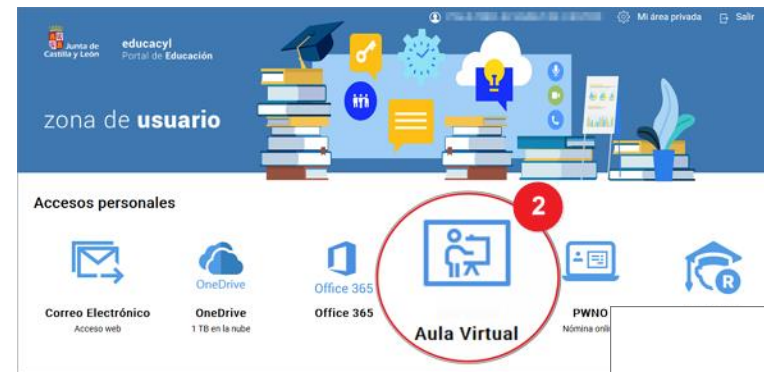 Mi área privada
Salir
Junta de
Castilla y León
educacyl
Portal de Educación
zona de usuario
Accesos personales
2
OneDrive
Office 365
R
Correo Electrónico
Acceso web
OneDrive
1 TB en la nube
Office 365
Aula Virtual
PWNO
Nómina